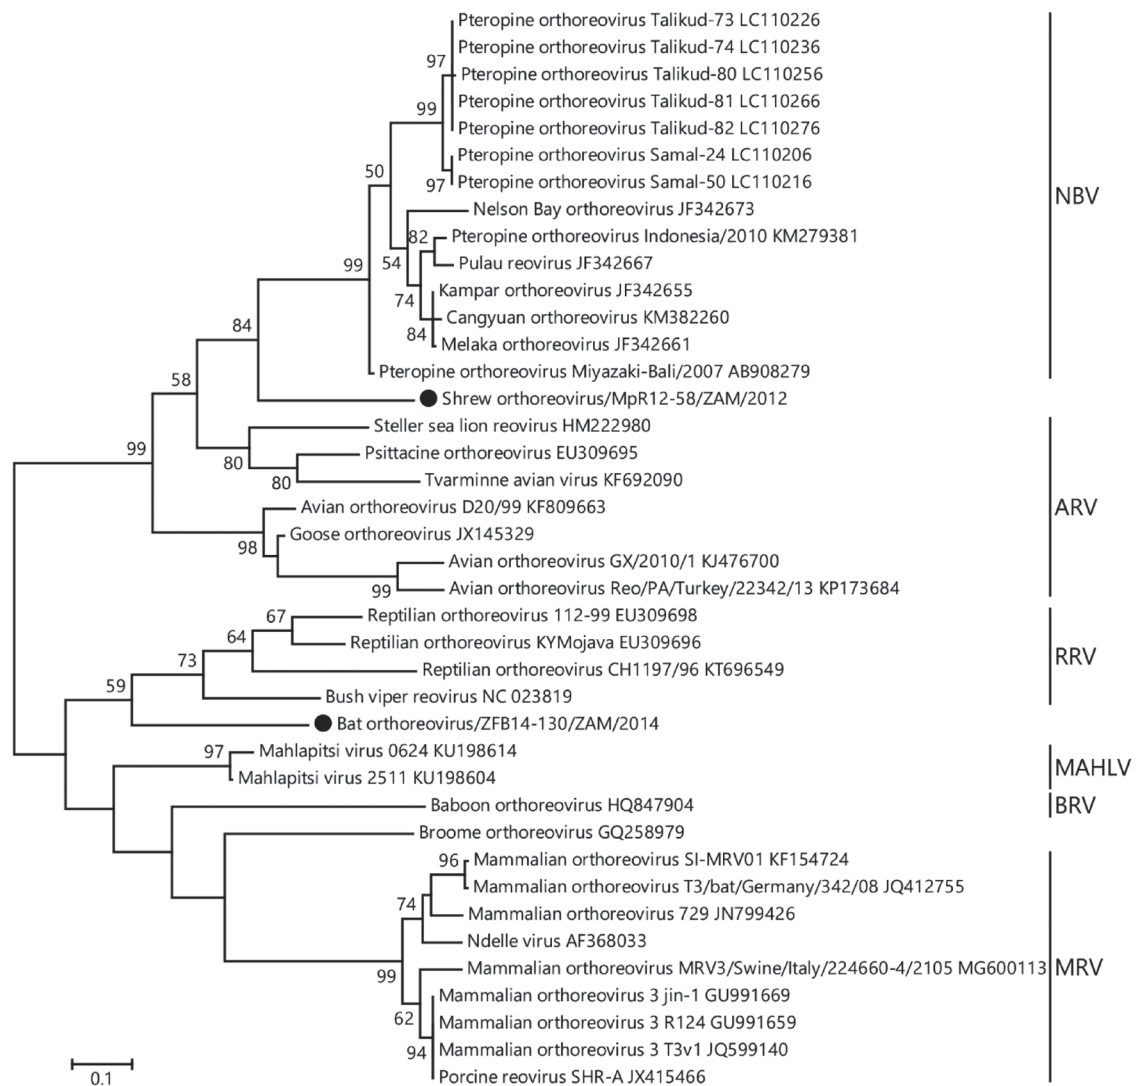 Pteropine orthoreovirus Talikud-73 LC110226
Pteropine orthoreovirus Talikud-74 LC110236
97
Pteropine orthoreovirus Talikud-80 LC110256
Pteropine orthoreovirus Talikud-81 LC110266
99
Pteropine orthoreovirus Talikud-82 LC110276
Pteropine orthoreovirus Samal-24 LC110206
50
97
Pteropine orthoreovirus Samal-50 LC110216
NBV
Nelson Bay orthoreovirus JF342673
82
Pteropine orthoreovirus Indonesia/2010 KM279381
99
54
Pulau reovirus JF342667
Kampar orthoreovirus JF342655
74
Cangyuan orthoreovirus KM382260
84
84
Melaka orthoreovirus JF342661
Pteropine orthoreovirus Miyazaki-Bali/2007 AB908279
58
Shrew orthoreovirus/MpR12-58/ZAM/2012
Steller sea lion reovirus HM222980
99
Psittacine orthoreovirus EU309695
80
80
Tvarminne avian virus KF692090
Avian orthoreovirus D20/99 KF809663
ARV
Goose orthoreovirus JX145329
98
Avian orthoreovirus GX/2010/1 KJ476700
99
Avian orthoreovirus Reo/PA/Turkey/22342/13 KP173684
67
Reptilian orthoreovirus 112-99 EU309698
64
Reptilian orthoreovirus KYMojava EU309696
RRV
73
Reptilian orthoreovirus CH1197/96 KT696549
59
Bush viper reovirus NC 023819
Bat orthoreovirus/ZFB14-130/ZAM/2014
97
Mahlapitsi virus 0624 KU198614
MAHLV
Mahlapitsi virus 2511 KU198604
Baboon orthoreovirus HQ847904
BRV
Broome orthoreovirus GQ258979
96
Mammalian orthoreovirus SI-MRV01 KF154724
Mammalian orthoreovirus T3/bat/Germany/342/08 JQ412755
74
Mammalian orthoreovirus 729 JN799426
Ndelle virus AF368033
99
Mammalian orthoreovirus MRV3/Swine/Italy/224660-4/2105 MG600113
MRV
Mammalian orthoreovirus 3 jin-1 GU991669
62
Mammalian orthoreovirus 3 R124 GU991659
94
Mammalian orthoreovirus 3 T3v1 JQ599140
Porcine reovirus SHR-A JX415466
0.1